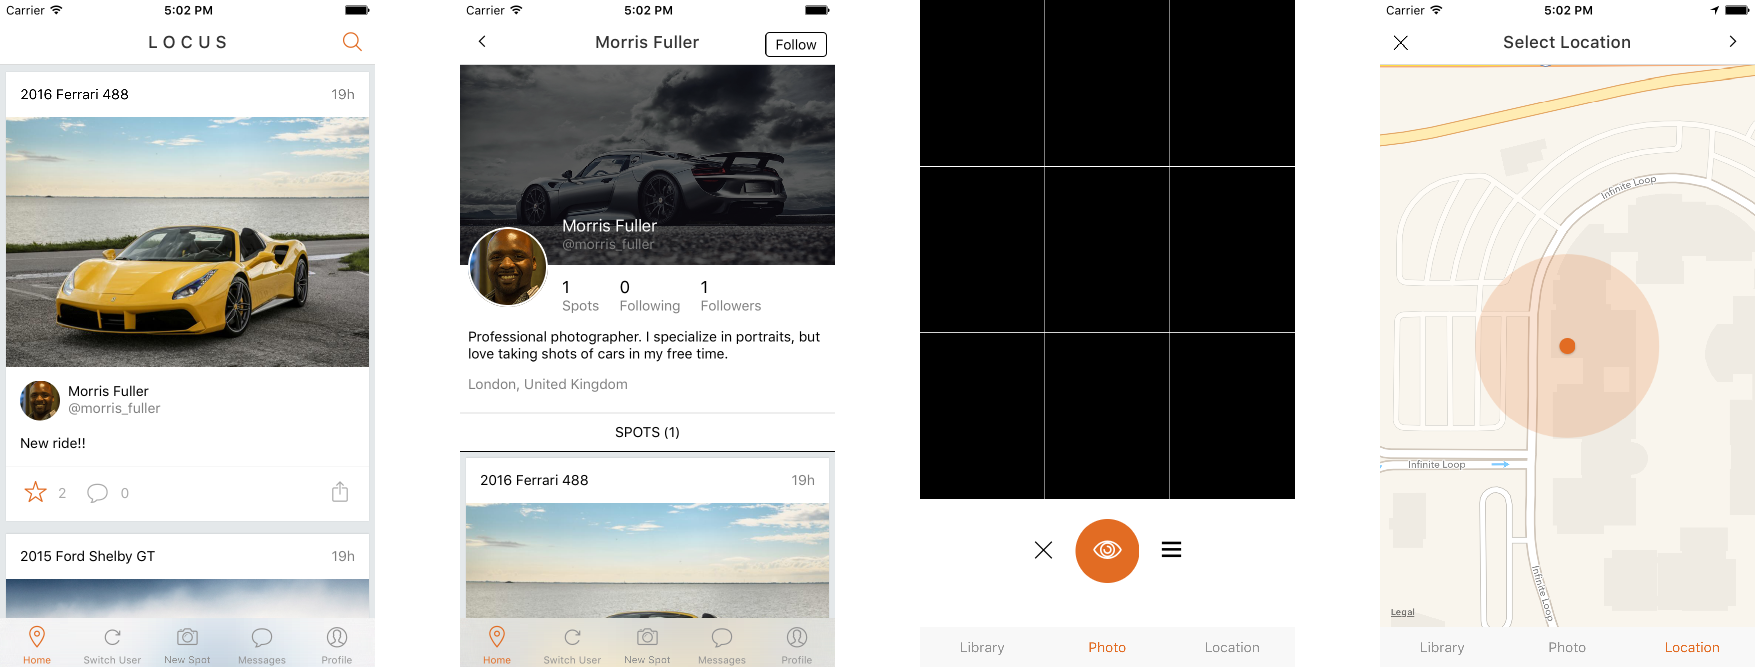 Carrier 5:02 PM
LOCUS
2016 Ferrari 488 19h
Morris Fuller
@morris_fuller
New ride!!
2 0
2015 Ford Shelby GT 19h
Home Switch User New Spot Messages Profile
Carrier 5:02 PM
Morris Fuller Follow
Morris Fuller
@morris_fuller
1 0 1
Spots Following Followers
Professional photographer. I specialize in portraits, but
love taking shots of cars in my free time.
London, United Kingdom
SPOTS (1)
2016 Ferrari 488 19h
Home Switch User New Spot Messages Profile
Library Photo Location
Carrier 5:02 PM
Select Location
Infinite Loop
Infinite Loop
Infinite Loop
Legal
Library Photo Location